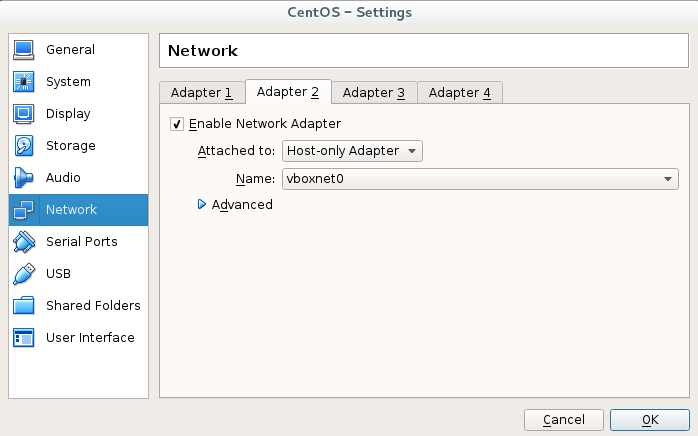 CentOS – Settings
General
System
Display
Storage
Audio
Network
Serial Ports
USB
Shared Folders
User Interface
Network
Adapter 1 Adapter 2 Adapter 3 Adapter 4
Enable Network Adapter
Attached to: Host-only Adapter
Name: vboxnet0
Advanced
Cancel OK